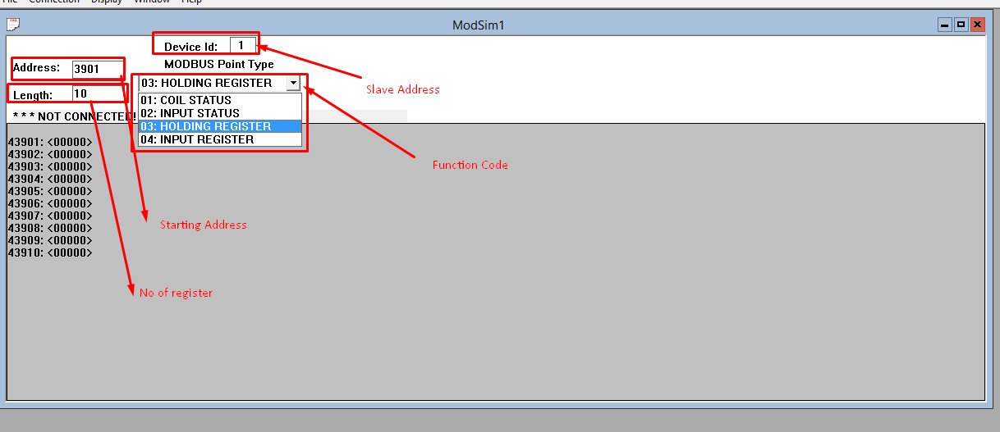 File Connection Display Window Help
ModSim1
Device Id: 1
Address: 3901
MODBUS Point Type
03: HOLDING REGISTER
Slave Address
Length: 10
01: COIL STATUS
02: INPUT STATUS
* * * NOT CONNECTED!
03: HOLDING REGISTER
04: INPUT REGISTER
43901: <00000>
43902: <00000>
43903: <00000>
43904: <00000>
43905: <00000>
43906: <00000>
43907: <00000>
43908: <00000>
43909: <00000>
43910: <00000>
Function Code
Starting Address
No of register